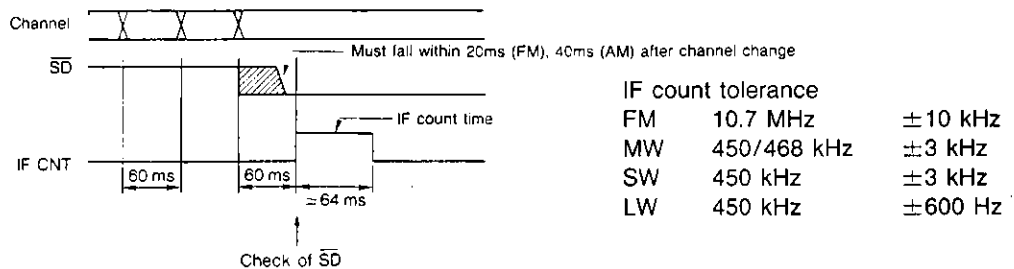 Channel
Must fall within 20ms (FM), 40ms (AM) after channel change
SD
IF count time
IF CNT
60 ms
60 ms
≃64 ms
Check of SD
IF count tolerance
FM 10.7 MHz ±10 kHz
MW 450/468 kHz ±3 kHz
SW 450 kHz ±3 kHz
LW 450 kHz ±600 Hz